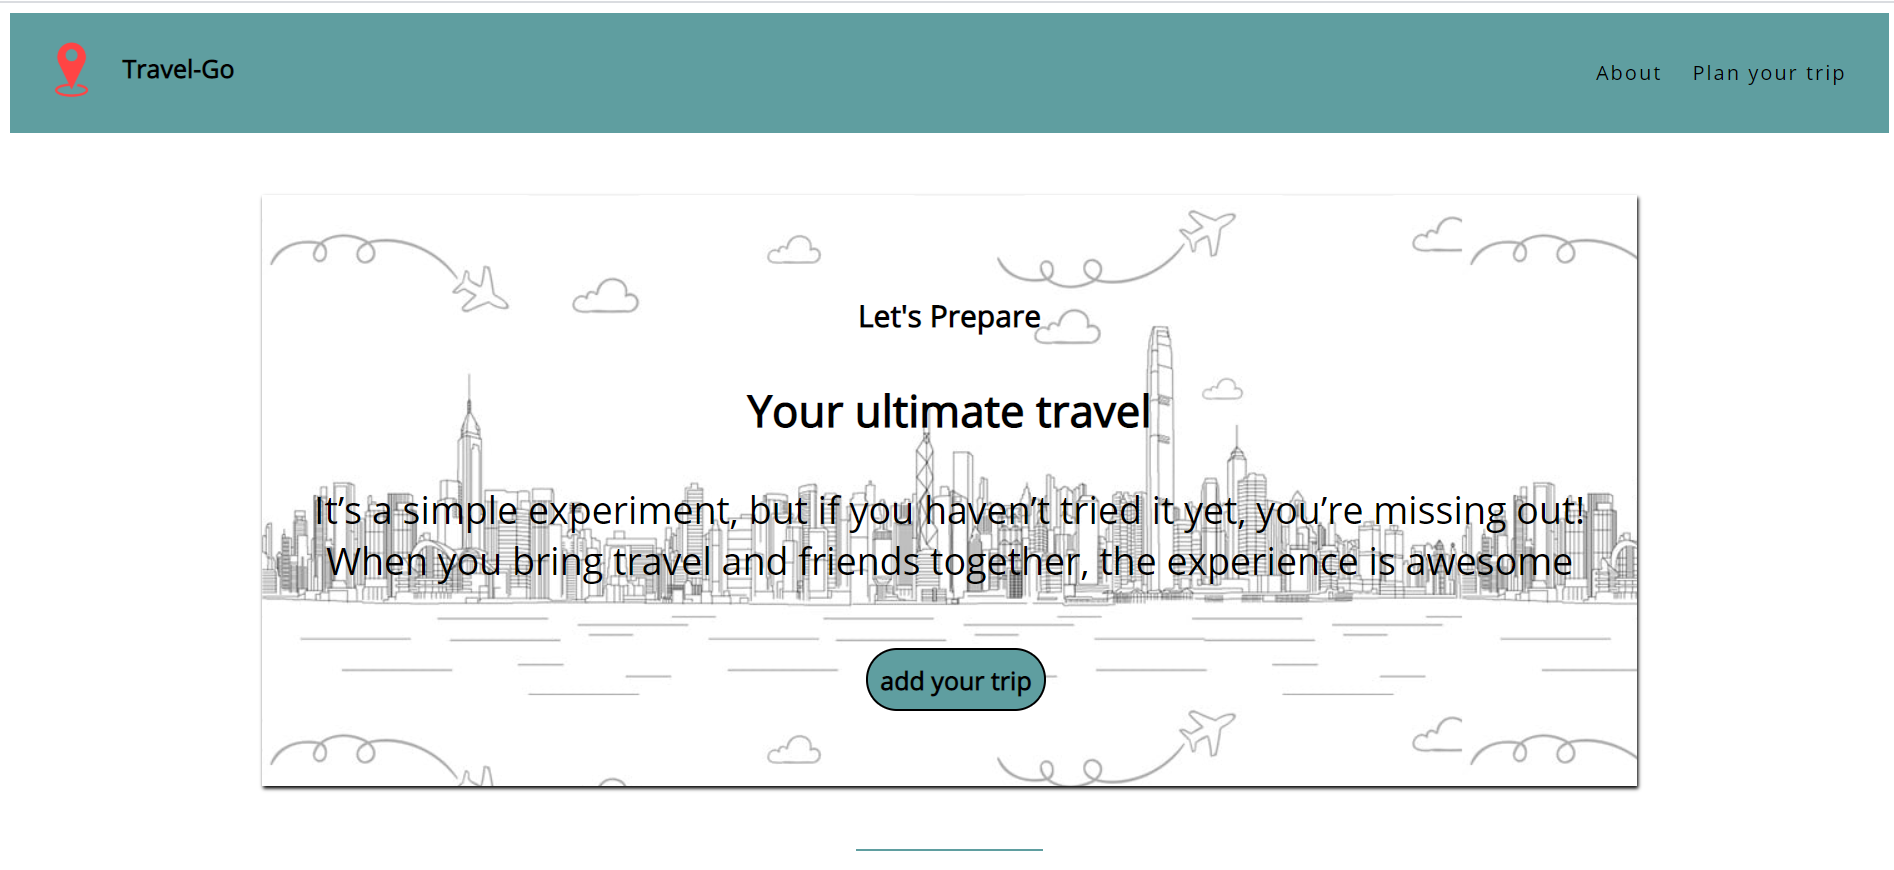 Travel-Go
About
Plan your trip
Let's Prepare
Your ultimate travel
It’s a simple experiment, but if you haven’t tried it yet, you’re missing out!
When you bring travel and friends together, the experience is awesome
add your trip